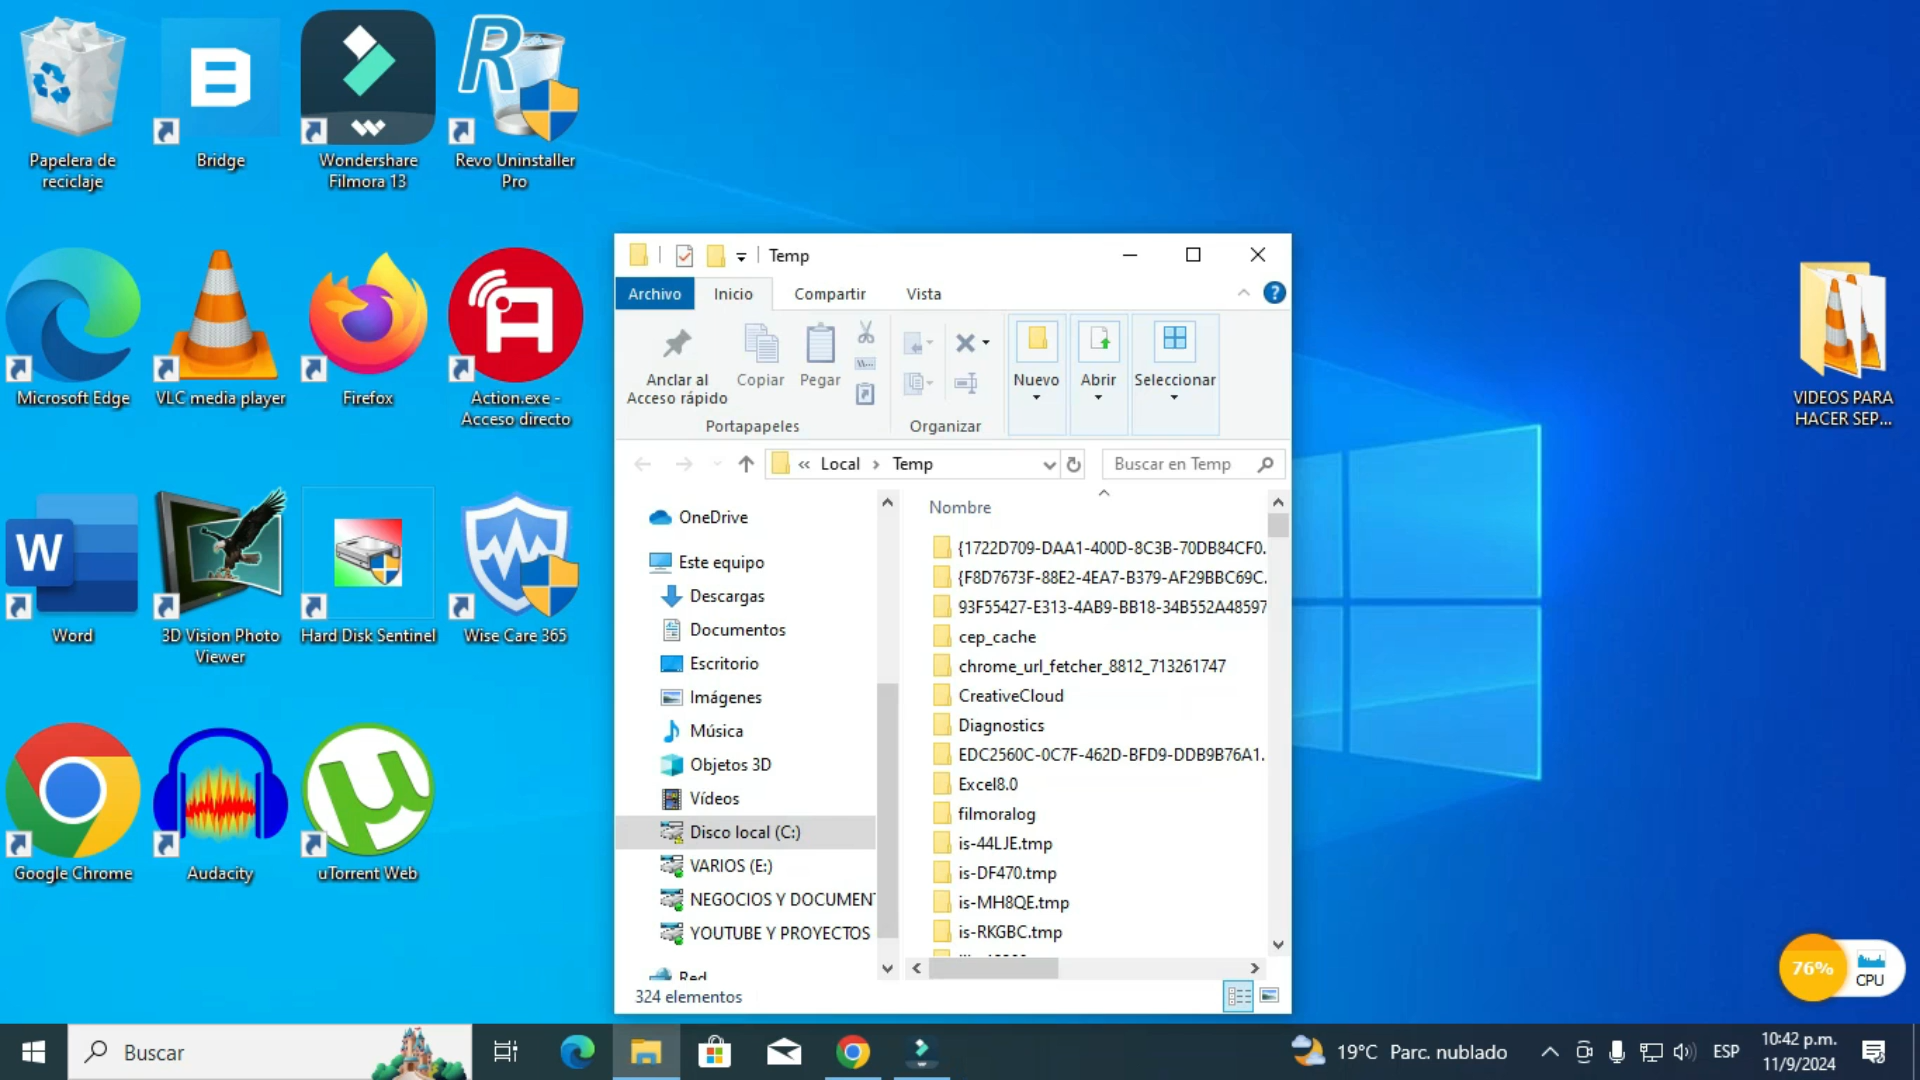 Papelera de
reciclaje
Bridge
Wondershare
Filmora 13
Revo Uninstaller
Pro
Microsoft Edge
VLC media player
Firefox
Action.exe -
Acceso directo
Word
3D Vision Photo
Viewer
Hard Disk Sentinel
Wise Care 365
Google Chrome
Audacity
uTorrent Web
Temp
Archivo
Inicio
Compartir
Vista
Anclar al
Acceso rápido
Copiar
Pegar
Nuevo
Abrir
Seleccionar
Portapapeles
Organizar
« Local › Temp
Buscar en Temp
OneDrive
Este equipo
Descargas
Documentos
Escritorio
Imágenes
Música
Objetos 3D
Vídeos
Disco local (C:)
VARIOS (E:)
NEGOCIOS Y DOCUMENT
YOUTUBE Y PROYECTOS
Red
Nombre
{1722D709-DAA1-400D-8C3B-70DB84CF0.
{F8D7673F-88E2-4EA7-B379-AF29BBC69C.
93F55427-E313-4AB9-BB18-34B552A48597
cep_cache
chrome_url_fetcher_8812_713261747
CreativeCloud
Diagnostics
EDC2560C-0C7F-462D-BFD9-DDB9B76A1.
Excel8.0
filmoralog
is-44LJE.tmp
is-DF470.tmp
is-MH8QE.tmp
is-RKGBC.tmp
324 elementos
VIDEOS PARA
HACER SEP...
76%
CPU
Buscar
19°C Parc. nublado
ESP
10:42 p.m.
11/9/2024